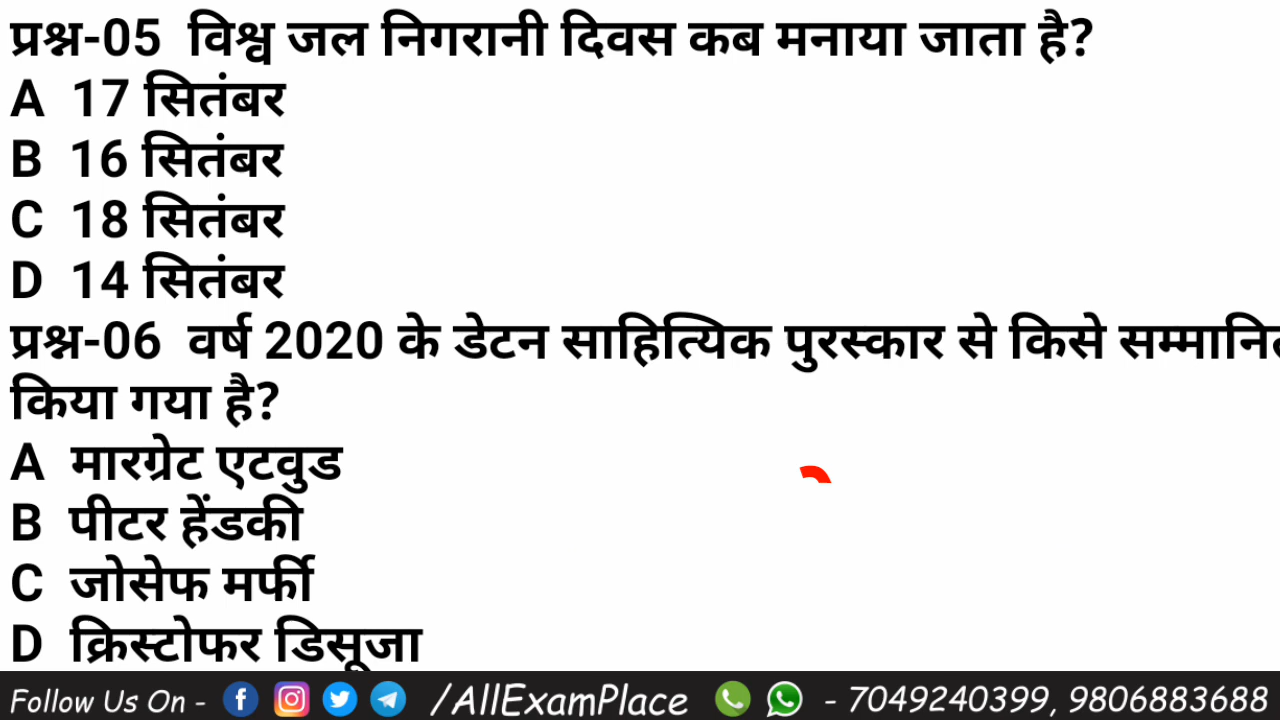 प्रश्न-05 विश्व जल निगरानी दिवस कब मनाया जाता है?
A 17 सितंबर
B 16 सितंबर
C 18 सितंबर
D 14 सितंबर
प्रश्न-06 वर्ष 2020 के डेटन साहित्यिक पुरस्कार से किसे सम्मानित
किया गया है?
A मारग्रेट एटवुड
B पीटर हेंडकी
C जोसेफ मर्फी
D क्रिस्टोफर डिसूजा
Follow Us On - /AllExamPlace - 7049240399, 9806883688